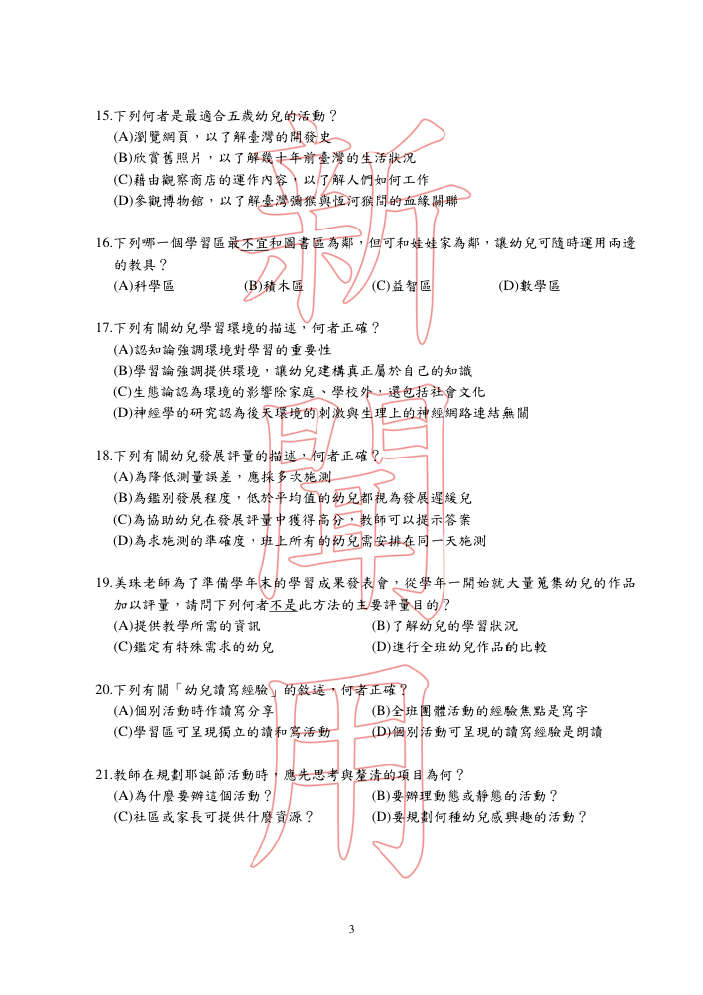 15.下列何者是最適合五歲幼兒的活動？
(A)瀏覽網頁，以了解臺灣的開發史
(B)欣賞舊照片，以了解幾十年前臺灣的生活狀况
(C)藉由觀察商店的運作內容，以了解人們如何工作
(D)參觀博物館，以了解臺灣獼猴與恆河猴間的血緣關聯
16.下列哪一個學習區最不宜和圖書區為鄰，但可和娃娃家為鄰，讓幼兒可隨時運用兩邊
的教具？
(A)科學區 (B)積木區 (C)益智區 (D)數學區
17.下列有關幼兒學習環境的描述，何者正確？
(A)認知論強調環境對學習的重要性
(B)學習論強調提供環境，讓幼兒建構真正屬於自己的知識
(C)生態論認為環境的影響除家庭、學校外，還包括社會文化
(D)神經學的研究認為後天環境的刺激與生理上的神經網路連結無關
18.下列有關幼兒發展評量的描述，何者正確？
(A)為降低測量誤差，應採多次施測
(B)為鑑別發展程度，低於平均值的幼兒都視為發展遲緩兒
(C)為協助幼兒在發展評量中獲得高分，教師可以提示答案
(D)為求施測的準確度，班上所有的幼兒需安排在同一天施測
19.美珠老師為了準備學年末的學習成果發表會，從學年一開始就大量蒐集幼兒的作品
加以評量，請問下列何者不是此方法的主要評量目的？
(A)提供教學所需的資訊 (B)了解幼兒的學習狀況
(C)鑑定有特殊需求的幼兒 (D)進行全班幼兒作品的比較
20.下列有關「幼兒讀寫經驗」的敘述，何者正確？
(A)個別活動時作讀寫分享 (B)全班團體活動的經驗焦點是寫字
(C)學習區可呈現獨立的讀和寫活動 (D)個別活動可呈現的讀寫經驗是朗讀
21.教師在規劃耶誕節活動時，應先思考與釐清的項目為何？
(A)為什麼要辦這個活動？ (B)要辦理動態或靜態的活動？
(C)社區或家長可提供什麼資源？ (D)要規劃何種幼兒感興趣的活動？
新聞用
3